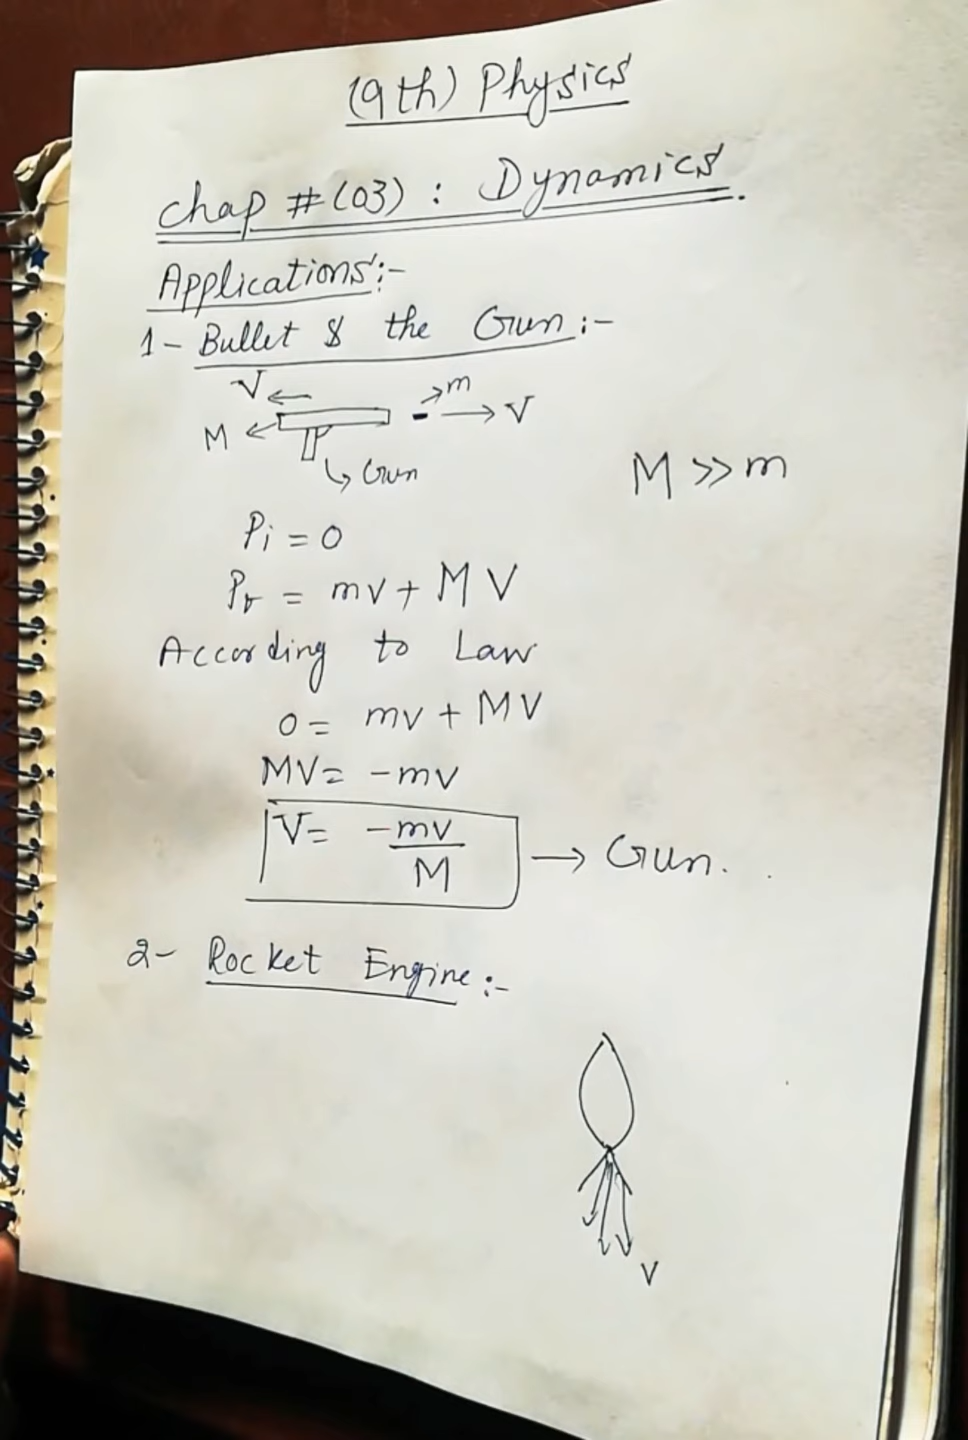 (9th) Physics
Chap #(03) : Dynamics.
Applications:-
1- Bullet & the Gun:-
V m
M V
Gun
M >> m
Pi = 0
Pf = mv + M V
According to Law
0 = mv + MV
MV = -mv
V = -mv
M
→ Gun.
2- Rocket Engine:-
V